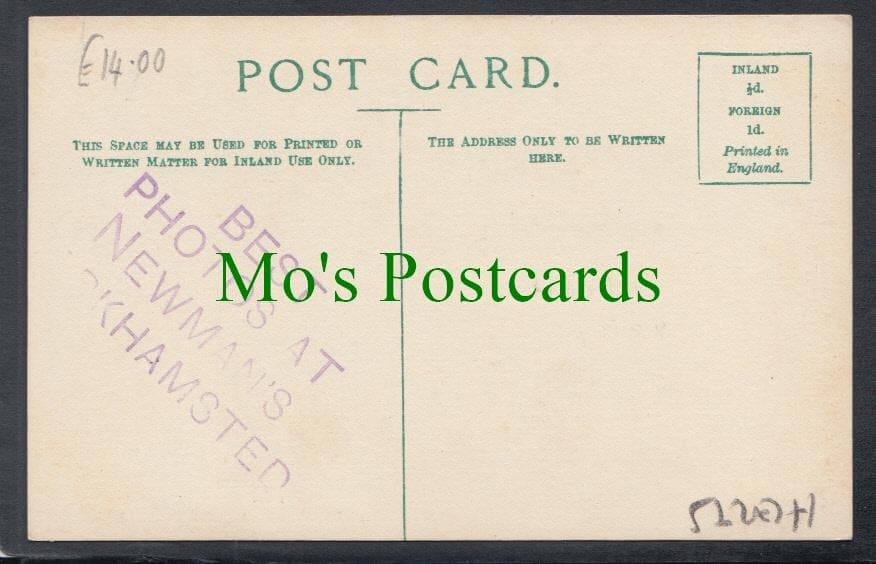 £14.00
POST CARD.
THIS SPACE MAY BE USED FOR PRINTED OR
WRITTEN MATTER FOR INLAND USE ONLY.
THE ADDRESS ONLY TO BE WRITTEN
HERE.
INLAND
½d.
FOREIGN
1d.
Printed in
England.
BEST
PHOTOS AT
NEWMAN'S
KHAMSTED
Mo's Postcards